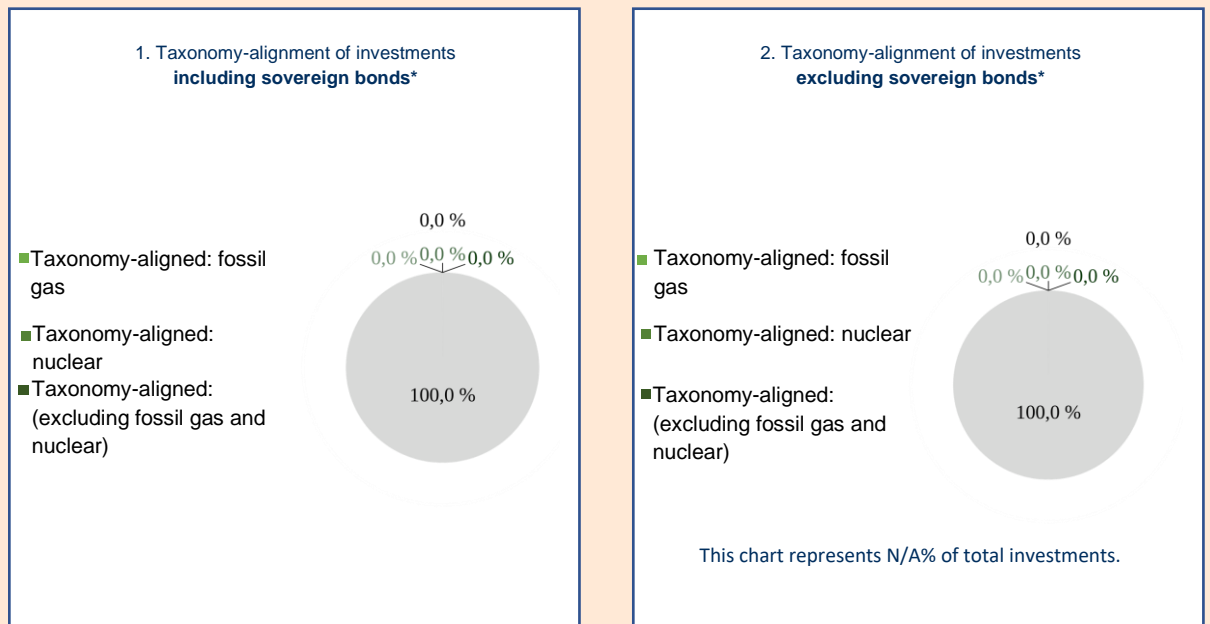 1. Taxonomy-alignment of investments
including sovereign bonds*
0,0 %
0,0 % 0,0 % 0,0 %
Taxonomy-aligned: fossil
gas
Taxonomy-aligned:
nuclear
Taxonomy-aligned:
(excluding fossil gas and
nuclear)
100,0 %
2. Taxonomy-alignment of investments
excluding sovereign bonds*
0,0 %
0,0 % 0,0 % 0,0 %
Taxonomy-aligned: fossil
gas
Taxonomy-aligned: nuclear
Taxonomy-aligned:
(excluding fossil gas and
nuclear)
100,0 %
This chart represents N/A% of total investments.